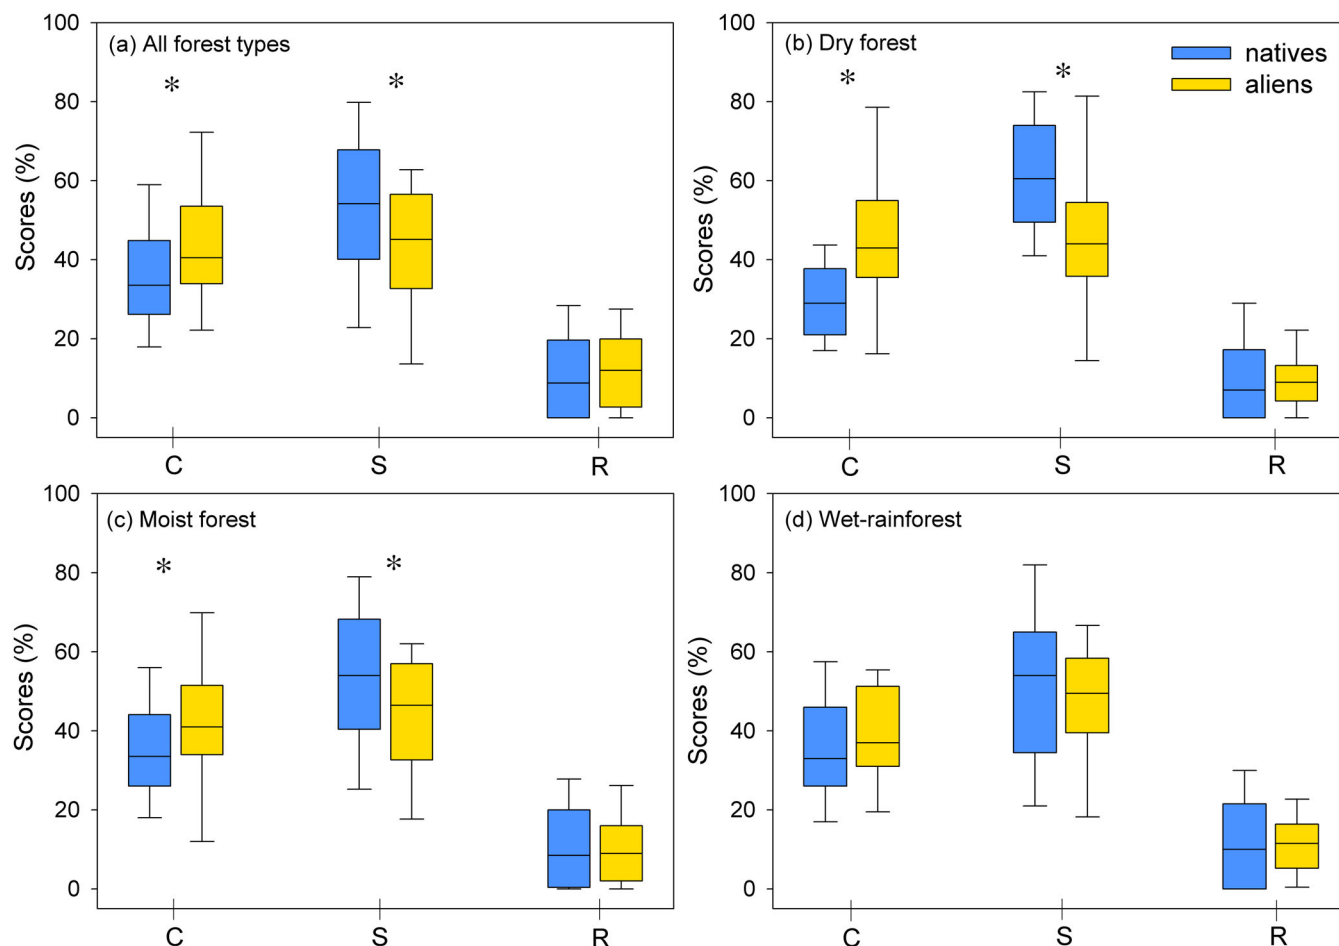 (a) All forest types
*
*
Scores (%)
100
80
60
40
20
0
C
S
R
(b) Dry forest
natives
aliens
*
*
Scores (%)
100
80
60
40
20
0
C
S
R
(c) Moist forest
*
*
Scores (%)
100
80
60
40
20
0
C
S
R
(d) Wet-rainforest
Scores (%)
100
80
60
40
20
0
C
S
R